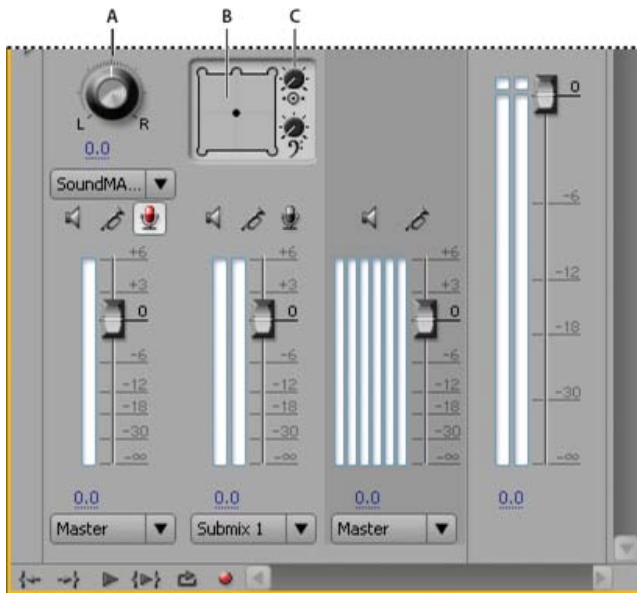 A B C
L R
0.0
SoundMA...
0
+6 +6 +6
-6
+3 +3 +3
0 0 0
-12
-6 -6 -6
-18
-12 -12 -12
-18 -18 -18
-30
-30 -30 -30
-∞ -∞ -∞ -∞
0.0 0.0 0.0 0.0
Master Submix 1 Master